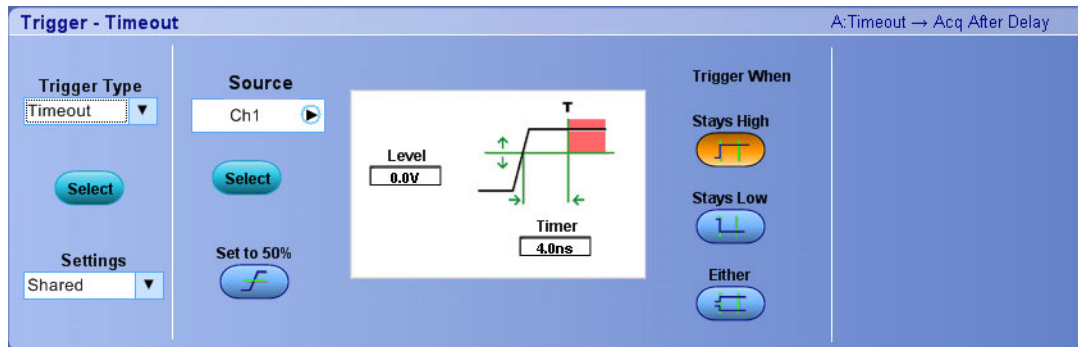 Trigger - Timeout
A:Timeout → Acq After Delay
Trigger Type
Timeout
Select
Settings
Shared
Source
Ch1
Select
Set to 50%
Level
0.0V
T
Timer
4.0ns
Trigger When
Stays High
Stays Low
Either